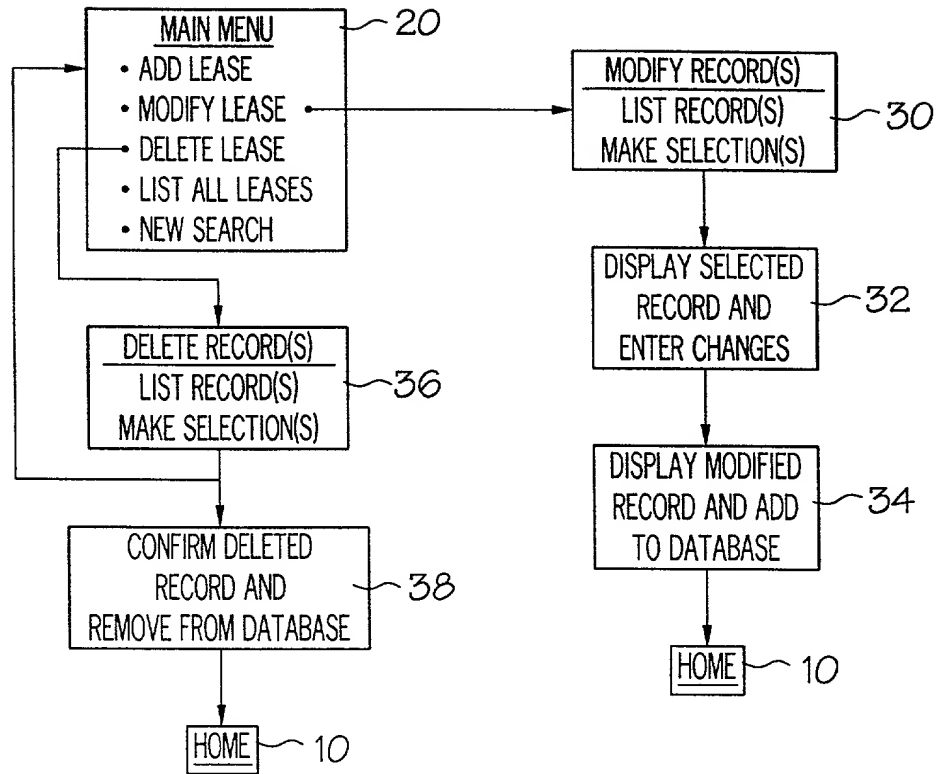 MAIN MENU
• ADD LEASE
• MODIFY LEASE
• DELETE LEASE
• LIST ALL LEASES
• NEW SEARCH
20
MODIFY RECORD(S)
LIST RECORD(S)
MAKE SELECTION(S)
30
DISPLAY SELECTED
RECORD AND
ENTER CHANGES
32
DISPLAY MODIFIED
RECORD AND ADD
TO DATABASE
34
HOME
10
DELETE RECORD(S)
LIST RECORD(S)
MAKE SELECTION(S)
36
CONFIRM DELETED
RECORD AND
REMOVE FROM DATABASE
38
HOME
10